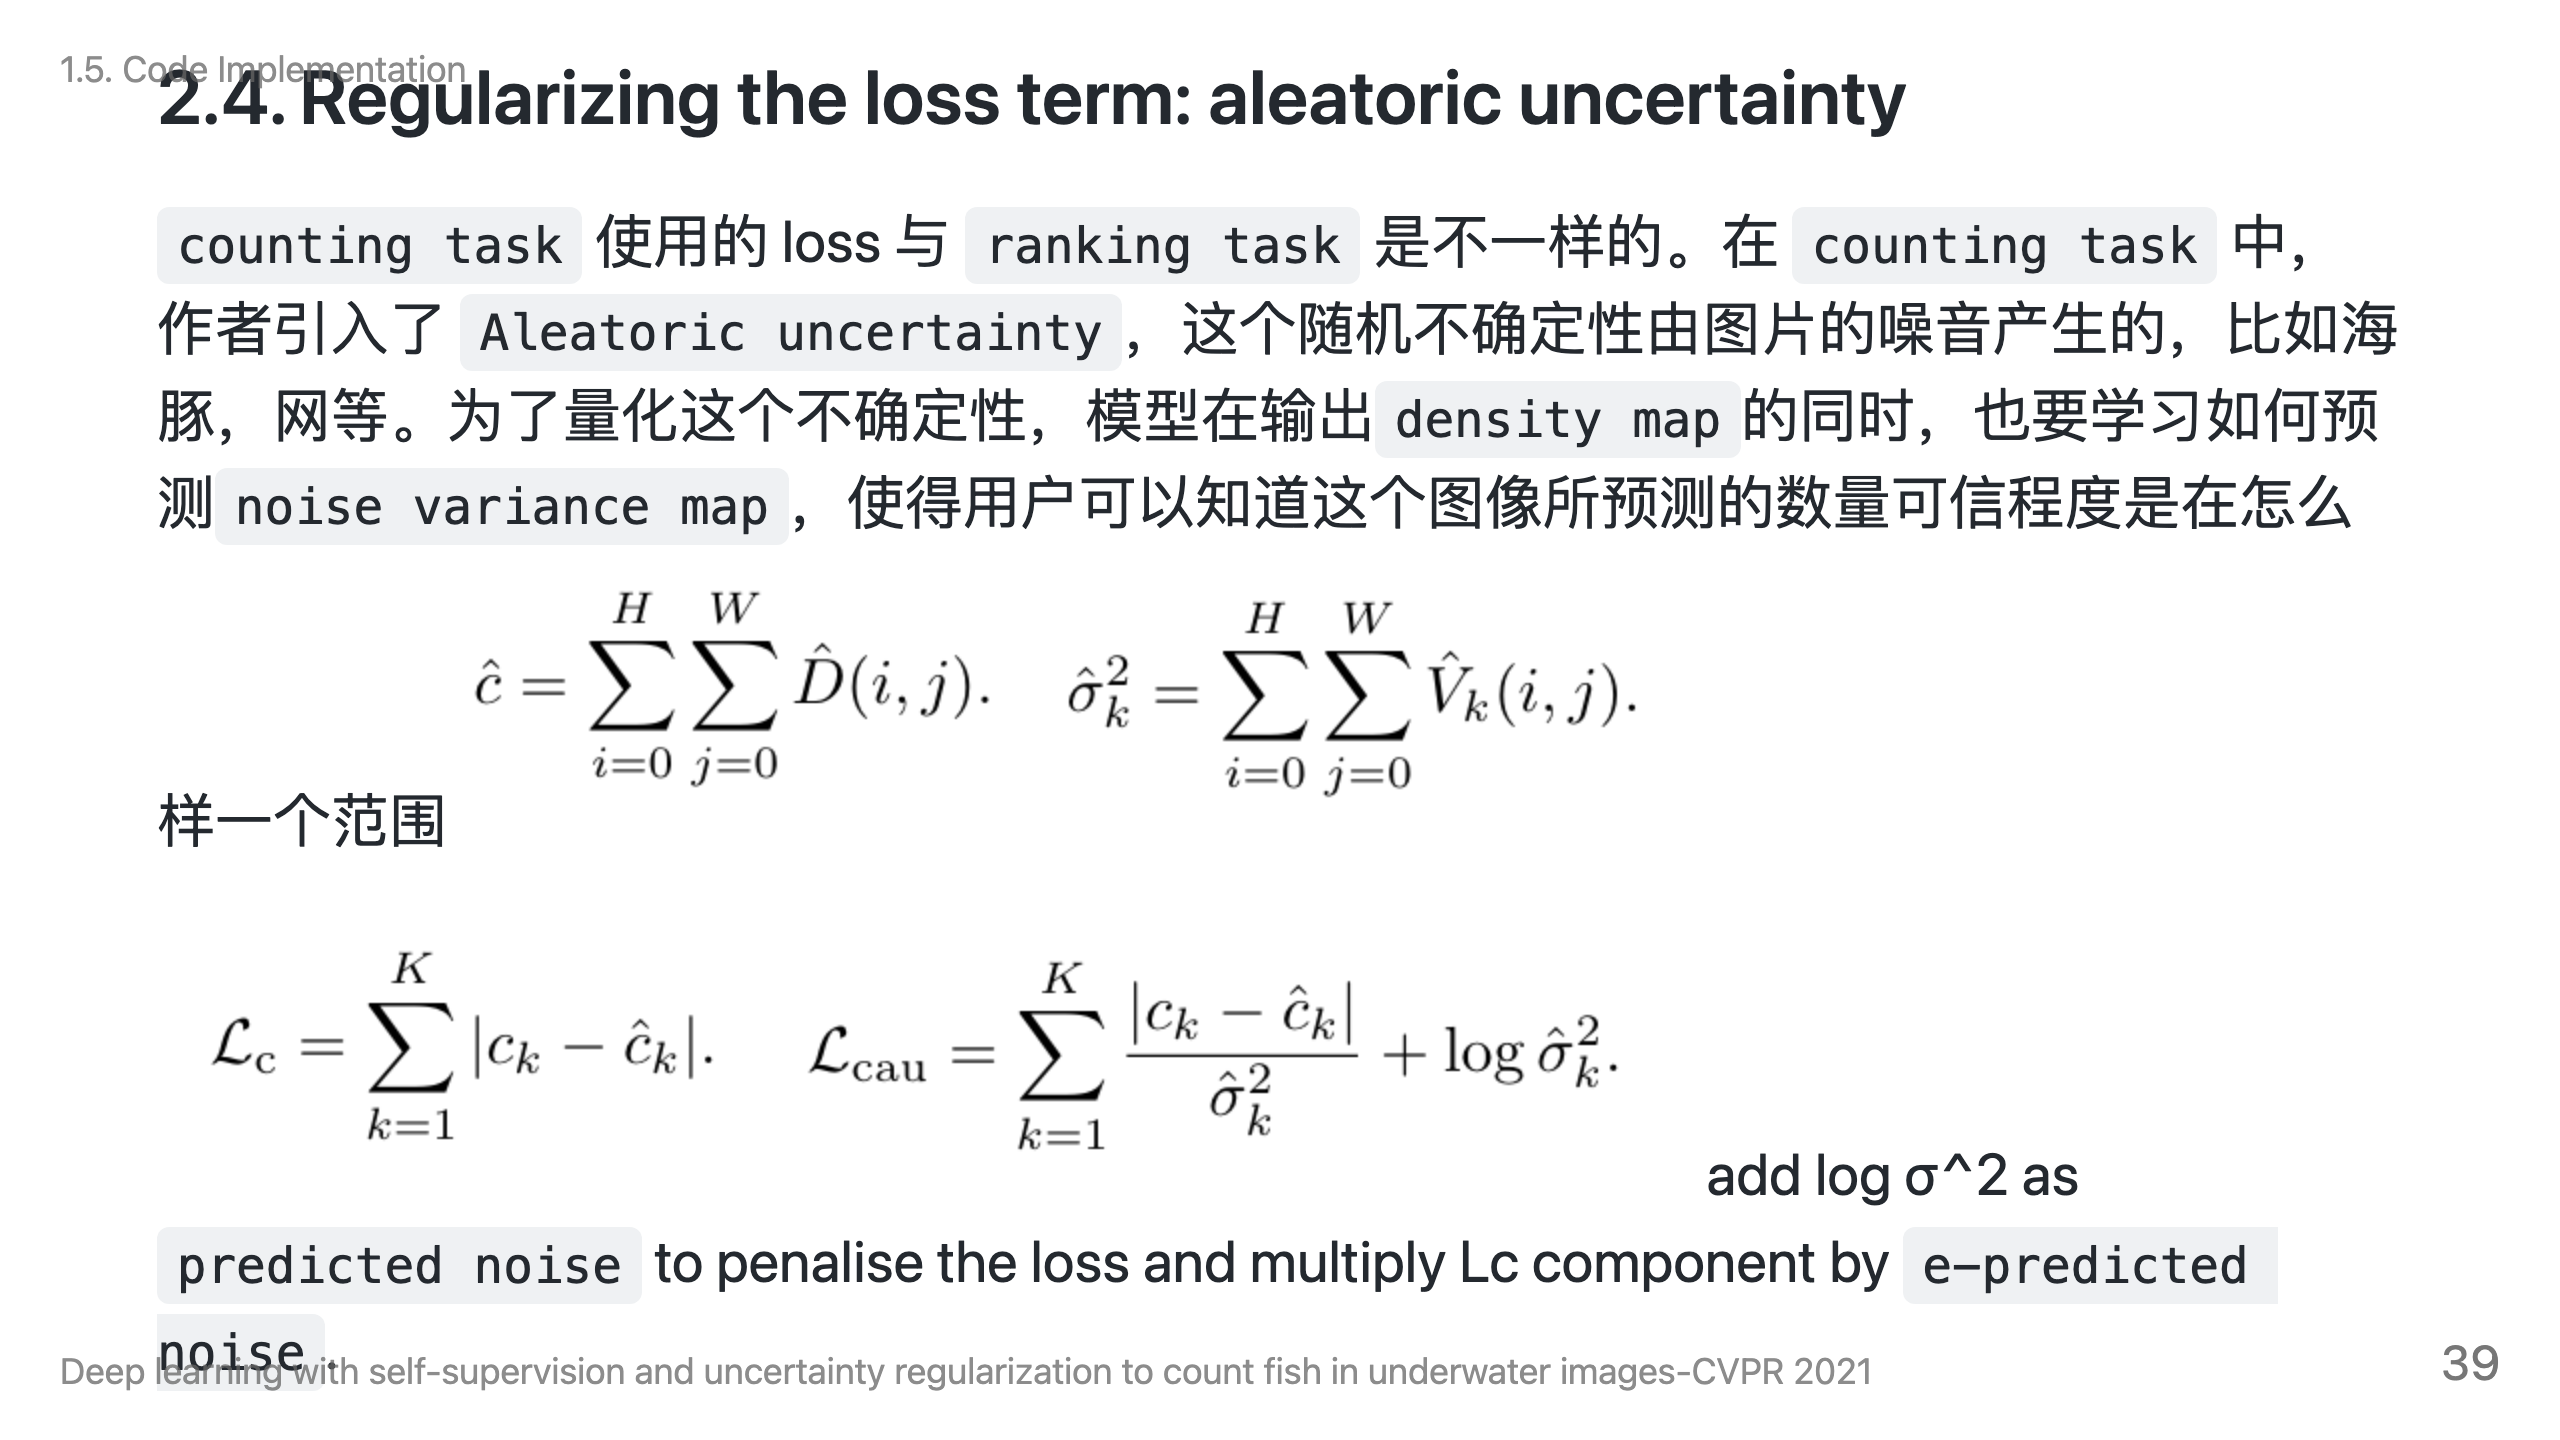 1.5. Code Implementation
2.4. Regularizing the loss term: aleatoric uncertainty
counting task 使用的 loss 与 ranking task 是不一样的。在 counting task 中，
作者引入了 Aleatoric uncertainty，这个随机不确定性由图片的噪音产生的，比如海
豚，网等。为了量化这个不确定性，模型在输出 density map 的同时，也要学习如何预
测 noise variance map，使得用户可以知道这个图像所预测的数量可信程度是在怎么
ĉ = ∑_{i=0}^{H} ∑_{j=0}^{W} D̂(i, j). σ̂_k^2 = ∑_{i=0}^{H} ∑_{j=0}^{W} V̂_k(i, j).
样一个范围
ℒ_c = ∑_{k=1}^{K} |c_k − ĉ_k|. ℒ_cau = ∑_{k=1}^{K} |c_k − ĉ_k| / σ̂_k^2 + log σ̂_k^2.
add log σ^2 as
predicted noise to penalise the loss and multiply Lc component by e-predicted
noise.
Deep learning with self-supervision and uncertainty regularization to count fish in underwater images-CVPR 2021
39